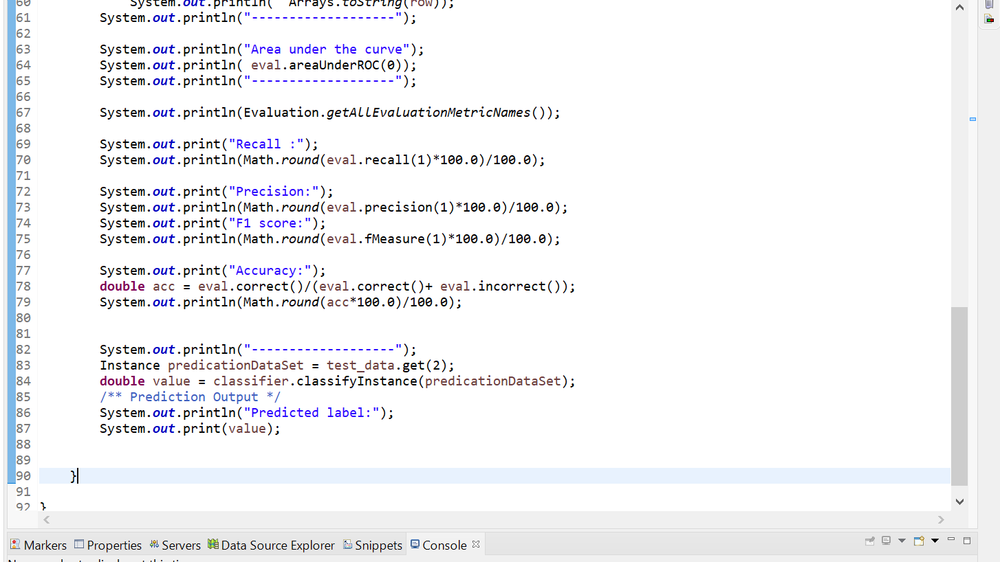 60             System.out.println(  Arrays.toString(row));
61         System.out.println("-------------------");
62
63         System.out.println("Area under the curve");
64         System.out.println( eval.areaUnderROC(0));
65         System.out.println("-------------------");
66
67         System.out.println(Evaluation.getAllEvaluationMetricNames());
68
69         System.out.print("Recall :");
70         System.out.println(Math.round(eval.recall(1)*100.0)/100.0);
71
72         System.out.print("Precision:");
73         System.out.println(Math.round(eval.precision(1)*100.0)/100.0);
74         System.out.print("F1 score:");
75         System.out.println(Math.round(eval.fMeasure(1)*100.0)/100.0);
76
77         System.out.print("Accuracy:");
78         double acc = eval.correct()/(eval.correct()+ eval.incorrect());
79         System.out.println(Math.round(acc*100.0)/100.0);
80
81
82         System.out.println("-------------------");
83         Instance predicationDataSet = test_data.get(2);
84         double value = classifier.classifyInstance(predicationDataSet);
85         /** Prediction Output */
86         System.out.println("Predicted label:");
87         System.out.print(value);
88
89
90     }
91
92 }
Markers Properties Servers Data Source Explorer Snippets Console